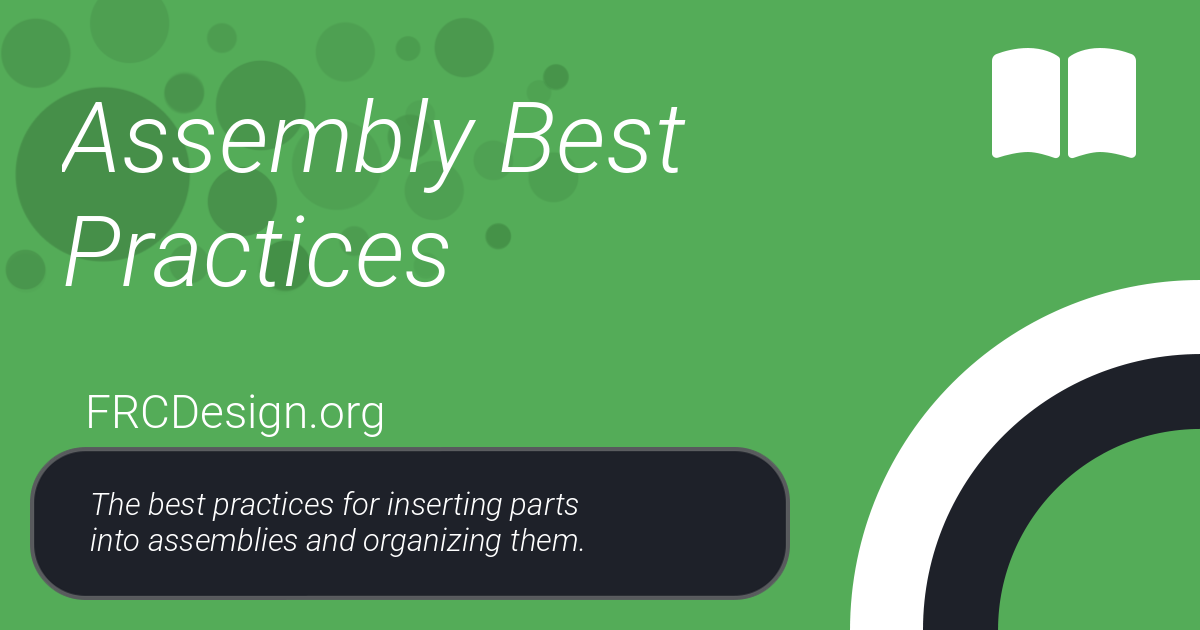 Assembly Best
Practices
FRCDesign.org
The best practices for inserting parts
into assemblies and organizing them.